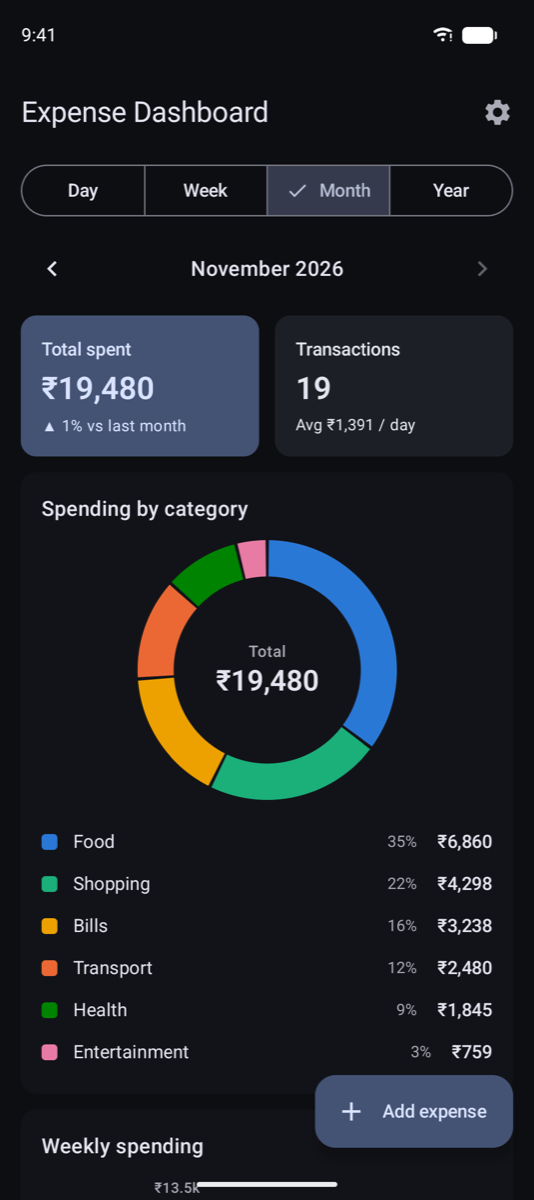 9:41
Expense Dashboard
Day Week Month Year
November 2026
Total spent
₹19,480
▲ 1% vs last month
Transactions
19
Avg ₹1,391 / day
Spending by category
Total
₹19,480
Food 35% ₹6,860
Shopping 22% ₹4,298
Bills 16% ₹3,238
Transport 12% ₹2,480
Health 9% ₹1,845
Entertainment 3% ₹759
Add expense
Weekly spending
₹13.5k